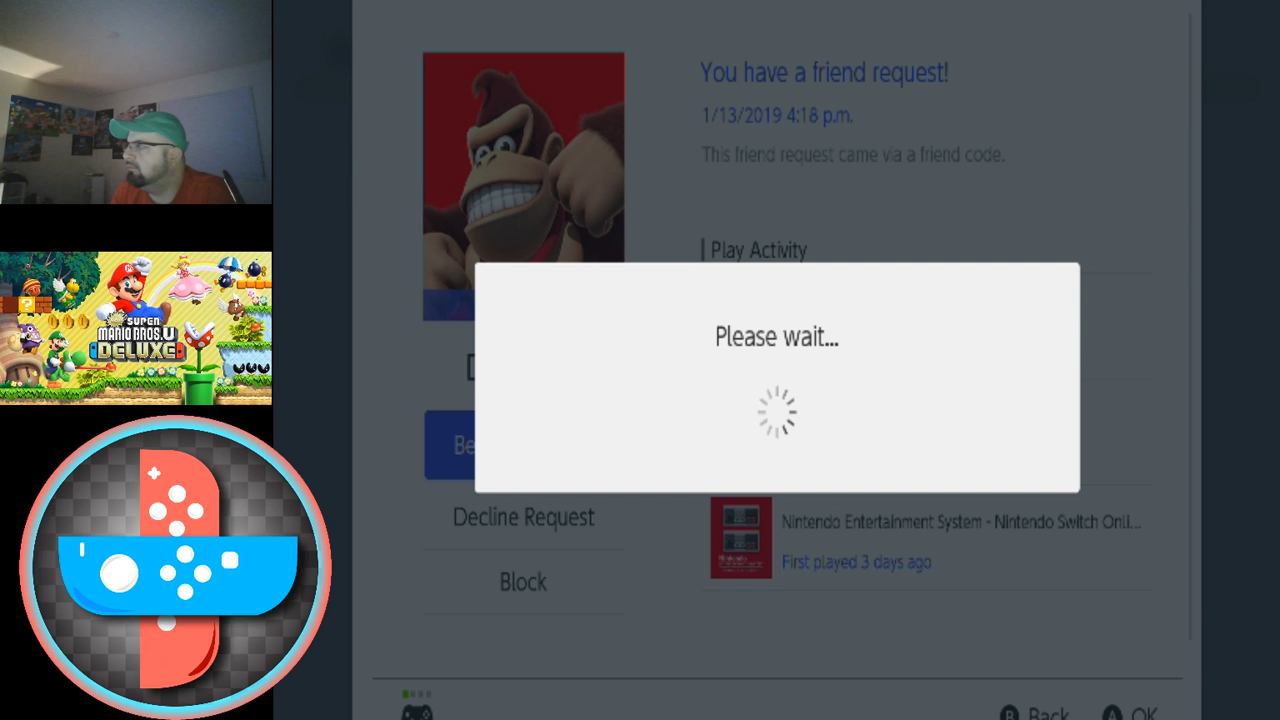 You have a friend request!
1/13/2019 4:18 p.m.
This friend request came via a friend code.
Play Activity
Please wait...
SUPER
MARIO BROS. U
DELUXE
Be
Decline Request
Block
Nintendo Entertainment System - Nintendo Switch Onli...
First played 3 days ago
B Back
A OK